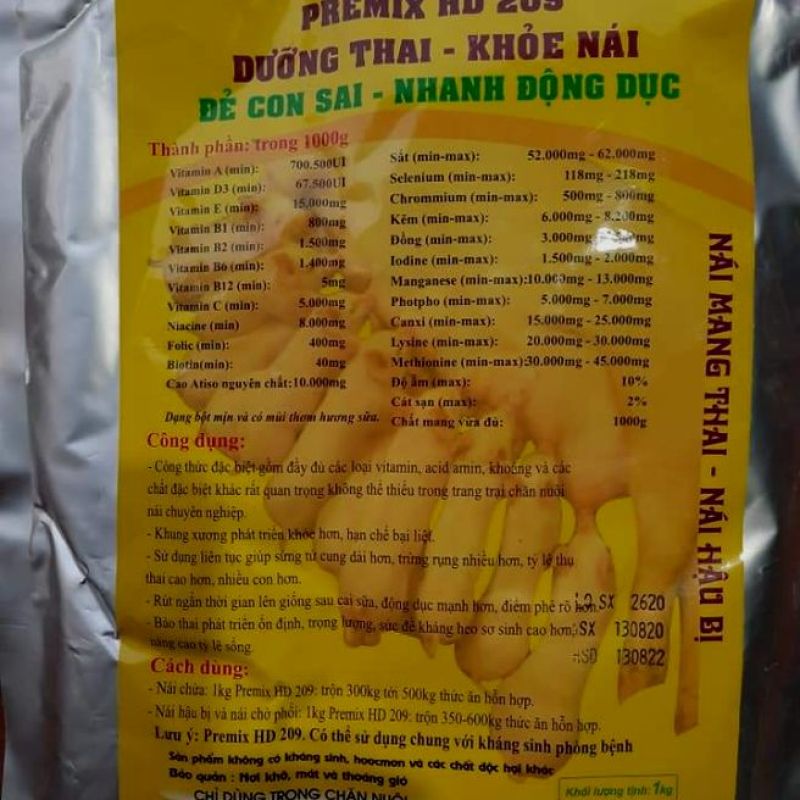 PREMIX HD 209
DƯỠNG THAI - KHỎE NÁI
ĐẺ CON SAI - NHANH ĐỘNG DỤC
Thành phần: trong 1000g
Vitamin A (min): 700.500UI
Vitamin D3 (min): 67.500UI
Vitamin E (min): 15.000mg
Vitamin B1 (min): 800mg
Vitamin B2 (min): 1.500mg
Vitamin B6 (min): 1.400mg
Vitamin B12 (min): 5mg
Vitamin C (min): 5.000mg
Niacine (min) 8.000mg
Folic (min): 400mg
Biotin(min): 40mg
Cao Atiso nguyên chất:10.000mg
Dạng bột mịn và có mùi thơm hương sữa.
Sắt (min-max): 52.000mg - 62.000mg
Selenium (min-max): 118mg - 218mg
Chrommium (min-max): 500mg - 800mg
Kẽm (min-max): 6.000mg - 8.200mg
Đồng (min-max): 3.000mg -
Iodine (min-max): 1.500mg - 2.000mg
Manganese (min-max):10.000mg - 13.000mg
Photpho (min-max): 5.000mg - 7.000mg
Canxi (min-max): 15.000mg - 25.000mg
Lysine (min-max): 20.000mg - 30.000mg
Methionine (min-max):30.000mg - 45.000mg
Độ ẩm (max): 10%
Cát sạn (max): 2%
Chất mang vừa đủ: 1000g
Công dụng:
- Công thức đặc biệt gồm đầy đủ các loại vitamin, acid amin, khoáng và các
chất đặc biệt khác rất quan trọng không thể thiếu trong trang trại chăn nuôi
nái chuyên nghiệp.
- Khung xương phát triển khỏe hơn, hạn chế bại liệt.
- Sử dụng liên tục giúp sừng tử cung dài hơn, trứng rụng nhiều hơn, tỷ lệ thụ
thai cao hơn, nhiều con hơn.
- Rút ngắn thời gian lên giống sau cai sữa, động dục mạnh hơn, điểm phê rõ hơn.
- Bào thai phát triển ổn định, trọng lượng, sức đề kháng heo sơ sinh cao hơn,
nâng cao tỷ lệ sống.
LO SX 2620
SX 130820
HSD 130822
Cách dùng:
- Nái chửa: 1kg Premix HD 209: trộn 300kg tới 500kg thức ăn hỗn hợp.
- Nái hậu bị và nái chờ phối: 1kg Premix HD 209: trộn 350-600kg thức ăn hỗn hợp.
Lưu ý: Premix HD 209. Có thể sử dụng chung với kháng sinh phòng bệnh
Sản phẩm không có kháng sinh, hoocmon và các chất độc hại khác
Bảo quản : Nơi khô, mát và thoáng gió
CHỈ DÙNG TRONG CHĂN NUÔI
Khối lượng tịnh: 1kg
NÁI MANG THAI - NÁI HẬU BỊ